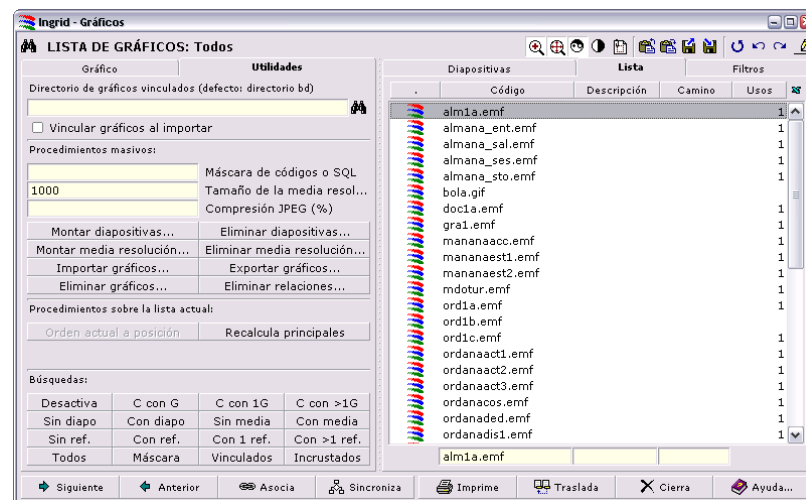 Ingrid - Gráficos
LISTA DE GRÁFICOS: Todos
Gráfico Utilidades
Directorio de gráficos vinculados (defecto: directorio bd)
Vincular gráficos al importar
Procedimientos masivos:
Máscara de códigos o SQL
1000 Tamaño de la media resol...
Compresión JPEG (%)
Montar diapositivas... Eliminar diapositivas...
Montar media resolución... Eliminar media resolución...
Importar gráficos... Exportar gráficos...
Eliminar gráficos... Eliminar relaciones...
Procedimientos sobre la lista actual:
Orden actual a posición Recalcula principales
Búsquedas:
Desactiva C con G C con 1G C con >1G
Sin diapo Con diapo Sin media Con media
Sin ref. Con ref. Con 1 ref. Con >1 ref.
Todos Máscara Vinculados Incrustados
Diapositivas Lista Filtros
. Código Descripción Camino Usos
alm1a.emf 1
almana_ent.emf 1
almana_sal.emf 1
almana_ses.emf 1
almana_sto.emf 1
bola.gif
doc1a.emf 1
gra1.emf 1
mananaacc.emf 1
mananaest1.emf 1
mananaest2.emf 1
mdotur.emf 1
ord1a.emf 1
ord1b.emf
ord1c.emf 1
ordanaact1.emf 1
ordanaact2.emf 1
ordanaact3.emf 1
ordanacos.emf 1
ordanaded.emf 1
ordanadis1.emf 1
alm1a.emf
Siguiente Anterior Asocia Sincroniza Imprime Traslada Cierra Ayuda...